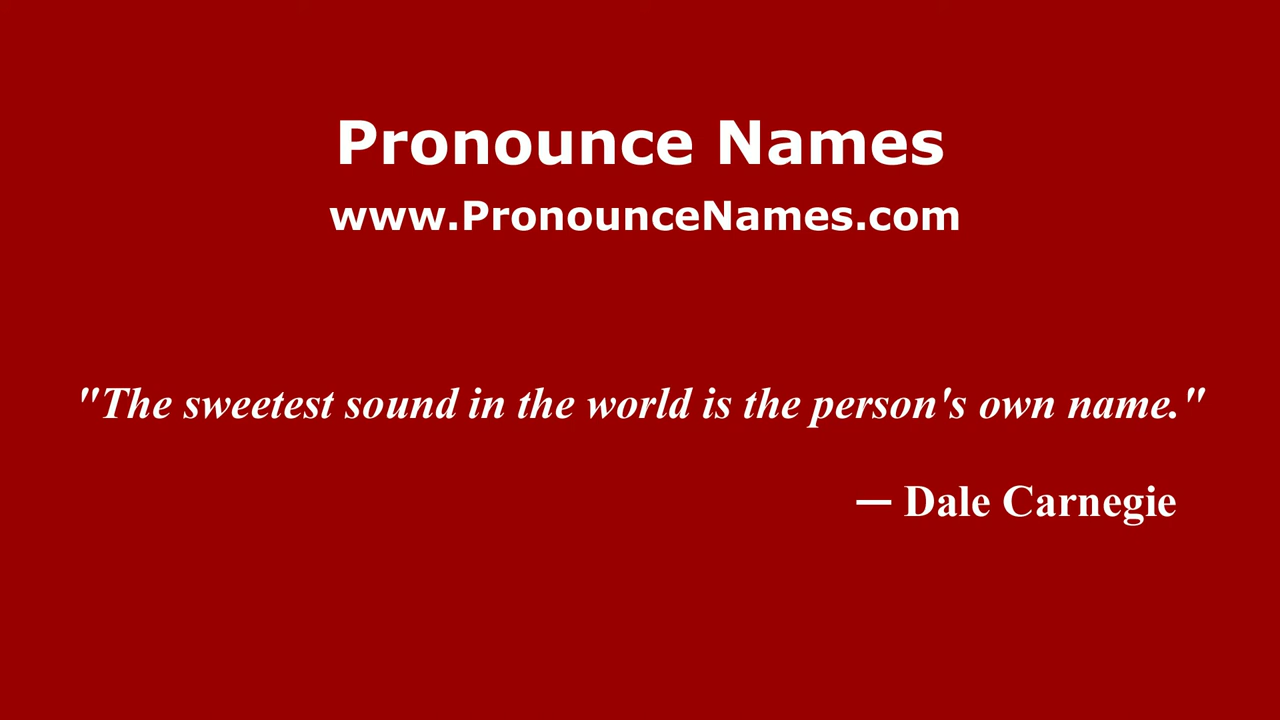 Pronounce Names
www.PronounceNames.com
"The sweetest sound in the world is the person's own name."
— Dale Carnegie